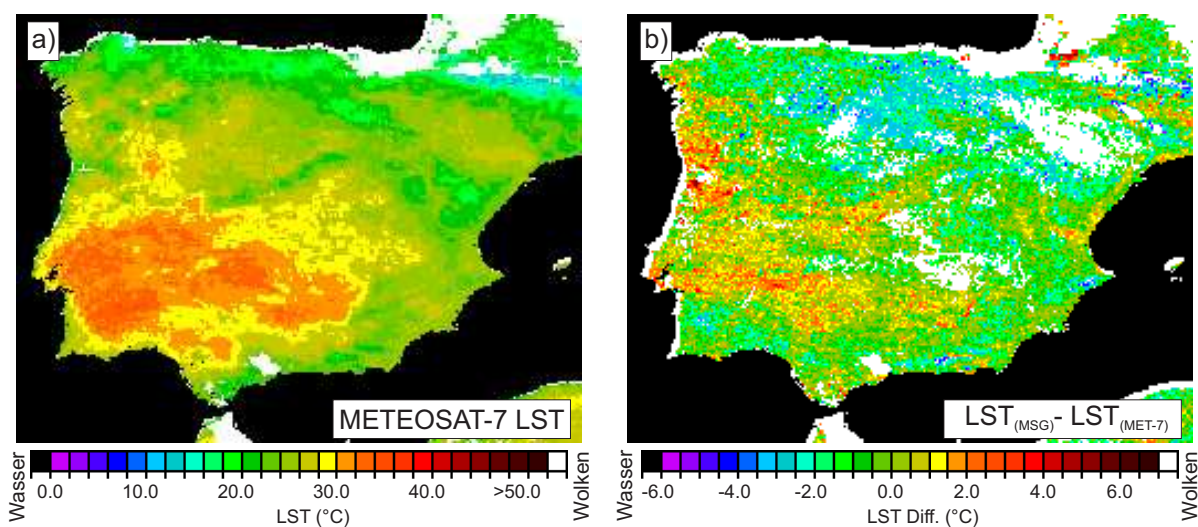 a)
METEOSAT-7 LST
Wasser
0.0 10.0 20.0 30.0 40.0 >50.0
Wolken
LST (°C)
b)
LST(MSG)- LST(MET-7)
Wasser
-6.0 -4.0 -2.0 0.0 2.0 4.0 6.0
Wolken
LST Diff. (°C)